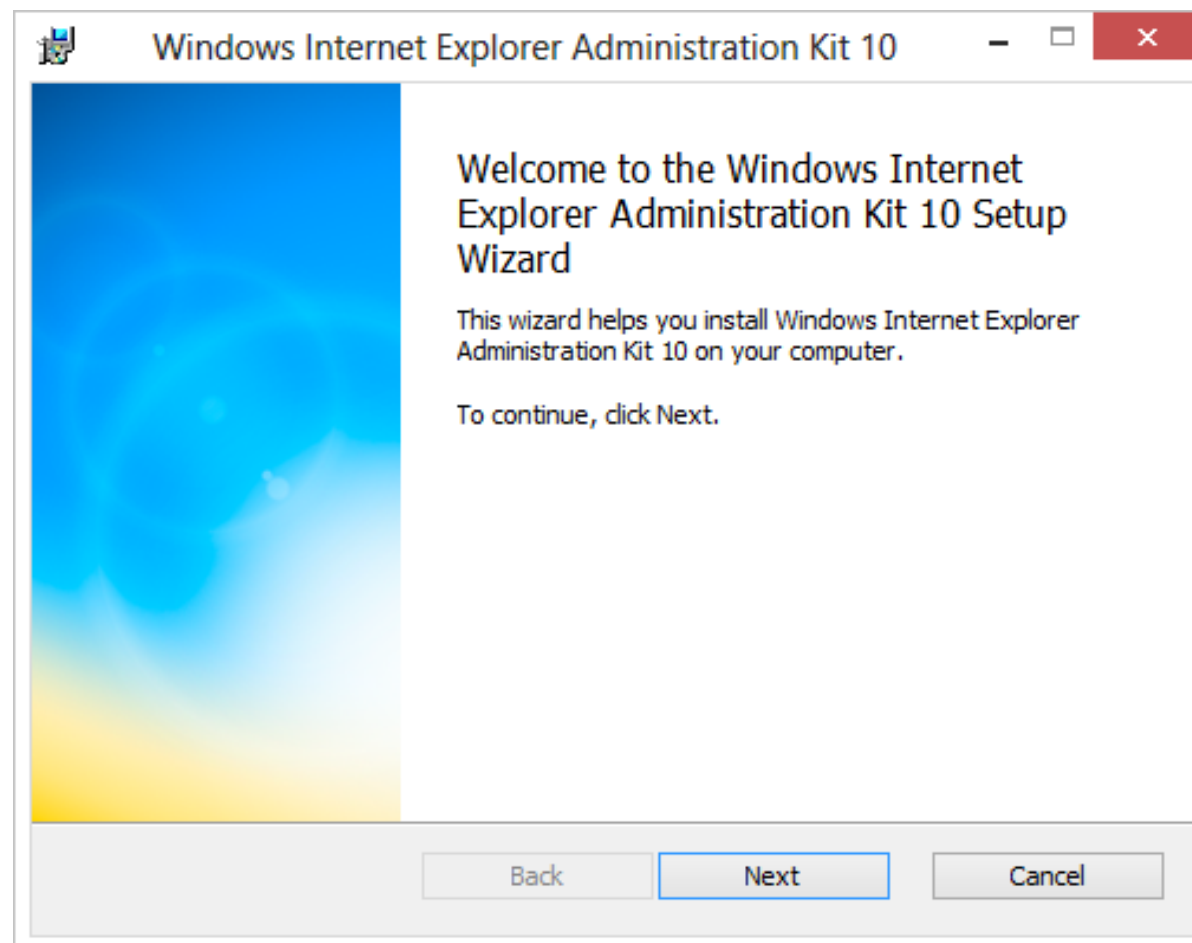 Windows Internet Explorer Administration Kit 10
Welcome to the Windows Internet
Explorer Administration Kit 10 Setup
Wizard
This wizard helps you install Windows Internet Explorer
Administration Kit 10 on your computer.
To continue, click Next.
Back Next Cancel